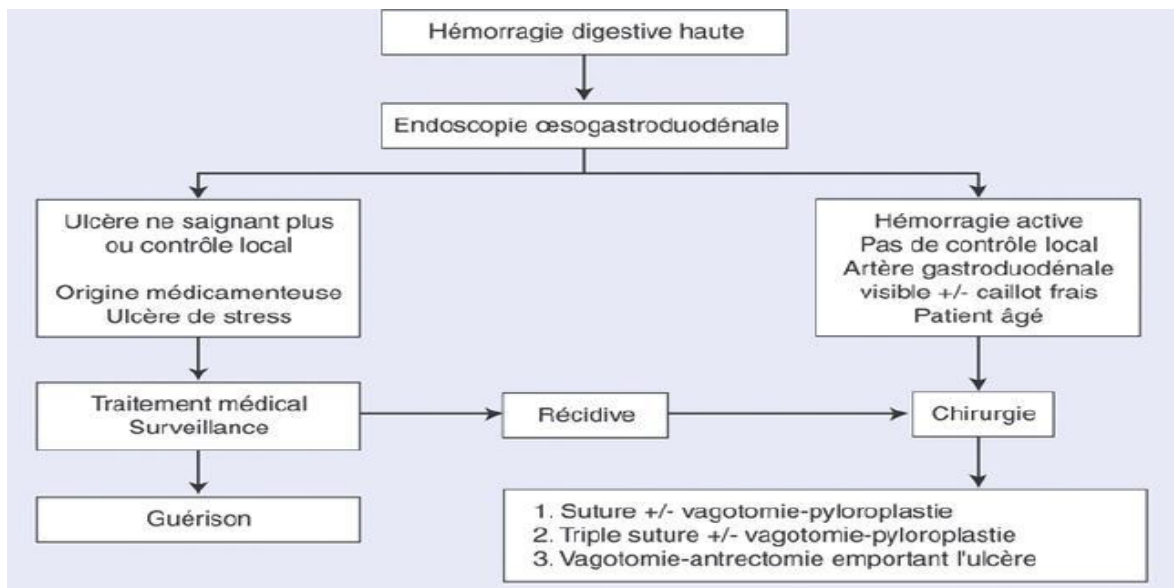 Hémorragie digestive haute
Endoscopie œsogastroduodénale
Ulcère ne saignant plus
ou contrôle local
Origine médicamenteuse
Ulcère de stress
Hémorragie active
Pas de contrôle local
Artère gastroduodénale
visible +/- caillot frais
Patient âgé
Traitement médical
Surveillance
Récidive
Chirurgie
Guérison
1. Suture +/- vagotomie-pyloroplastie
2. Triple suture +/- vagotomie-pyloroplastie
3. Vagotomie-antrectomie emportant l'ulcère